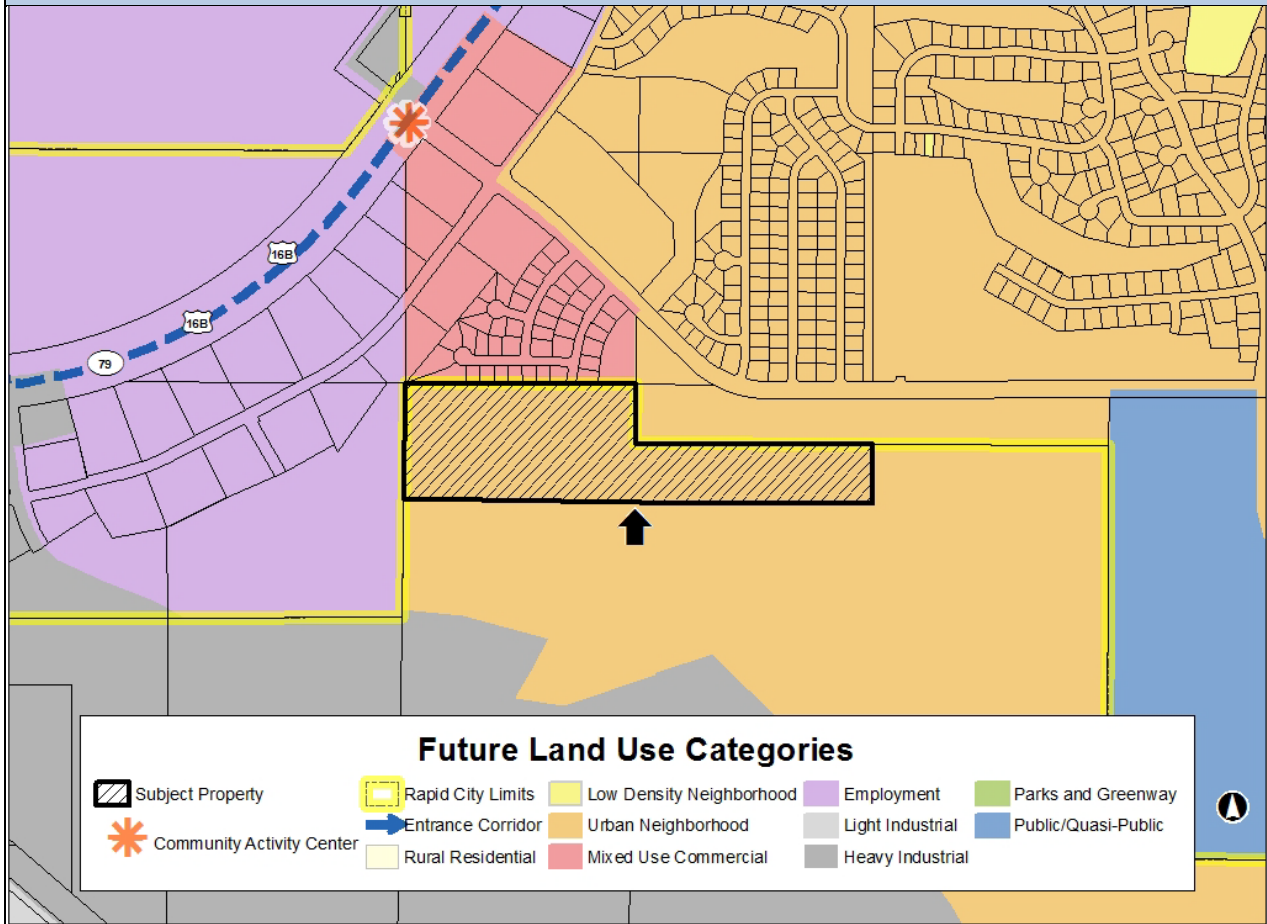 16B
16B
79
Future Land Use Categories
Subject Property
Rapid City Limits
Low Density Neighborhood
Employment
Parks and Greenway
Community Activity Center
Entrance Corridor
Urban Neighborhood
Light Industrial
Public/Quasi-Public
Rural Residential
Mixed Use Commercial
Heavy Industrial